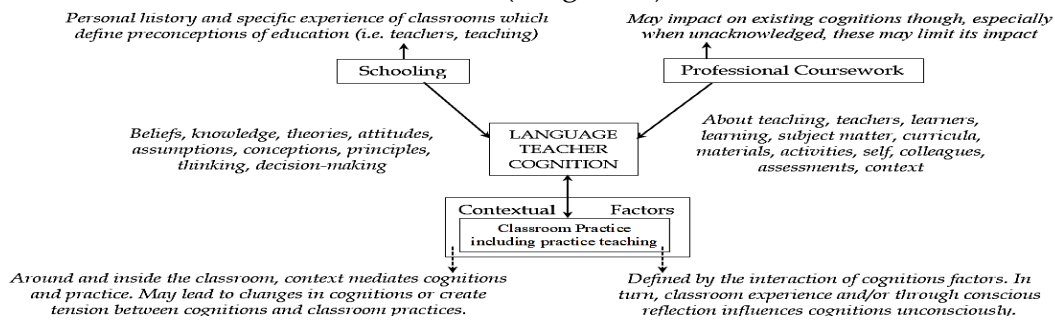 Personal history and specific experience of classrooms which
define preconceptions of education (i.e. teachers, teaching)
May impact on existing cognitions though, especially
when unacknowledged, these may limit its impact
Schooling
Professional Coursework
Beliefs, knowledge, theories, attitudes,
assumptions, conceptions, principles,
thinking, decision-making
LANGUAGE
TEACHER
COGNITION
About teaching, teachers, learners,
learning, subject matter, curricula,
materials, activities, self, colleagues,
assessments, context
Contextual Factors
Classroom Practice
including practice teaching
Around and inside the classroom, context mediates cognitions
and practice. May lead to changes in cognitions or create
tension between cognitions and classroom practices.
Defined by the interaction of cognitions factors. In
turn, classroom experience and/or through conscious
reflection influences cognitions unconsciously.